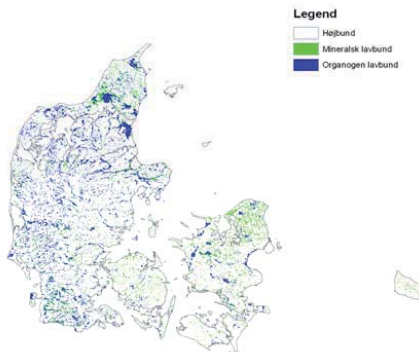 Legend
Højbund
Mineralsk lavbund
Organogen lavbund